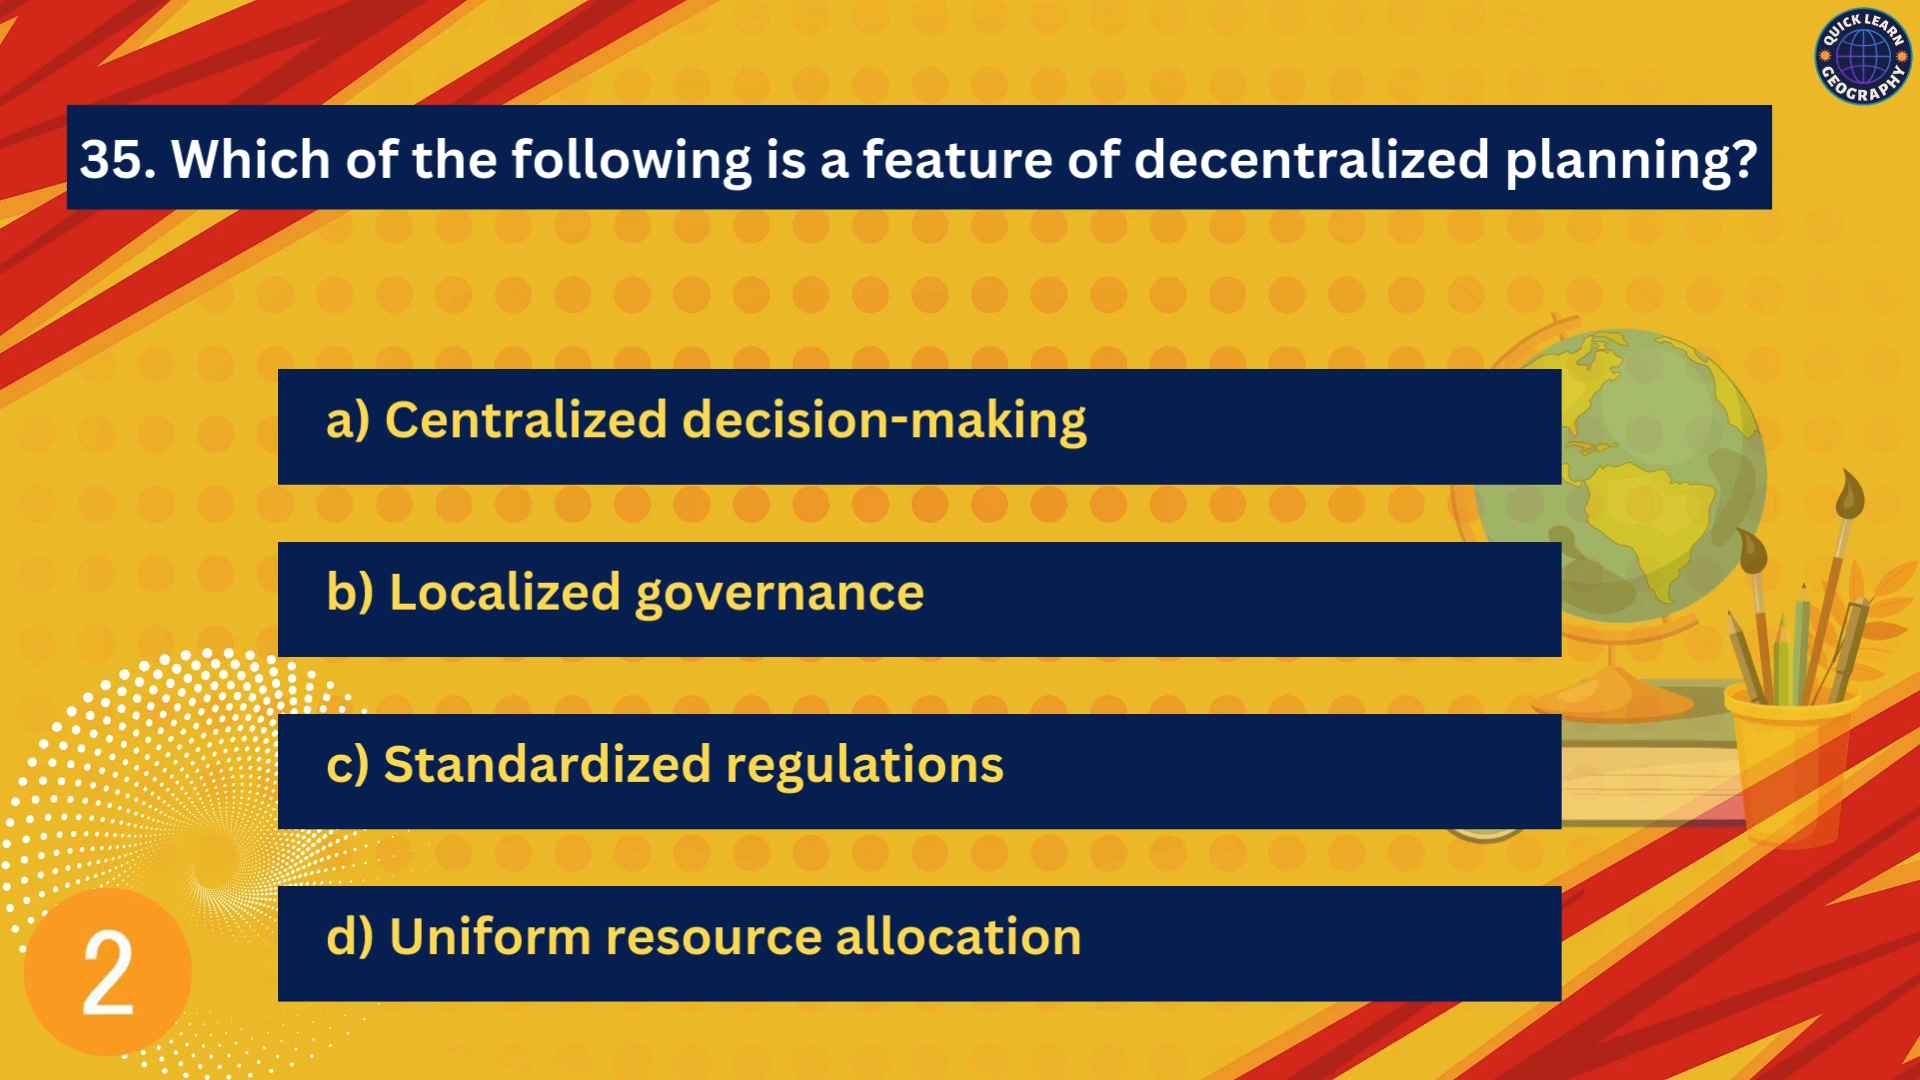 QUICK LEARN
GEOGRAPHY
35. Which of the following is a feature of decentralized planning?
a) Centralized decision-making
b) Localized governance
c) Standardized regulations
d) Uniform resource allocation
2